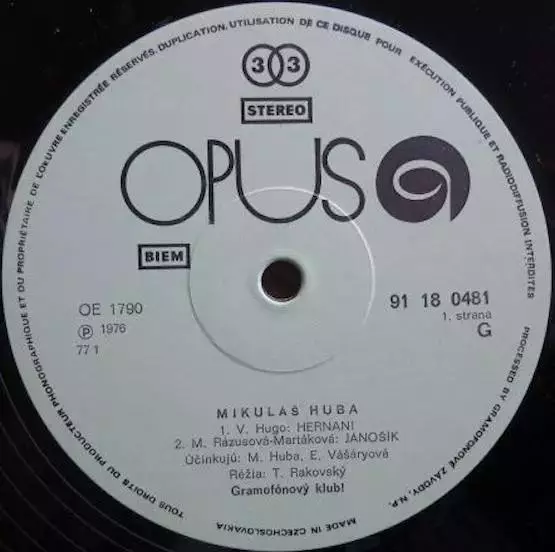 TOUS DROITS DU PRODUCTEUR PHONOGRAPHIQUE ET DU PROPRIÉTAIRE DE L'OEUVRE ENREGISTRÉE RÉSERVÉS. DUPLICATION, UTILISATION DE CE DISQUE POUR EXÉCUTION PUBLIQUE ET RADIODIFFUSION INTERDITES
PROCESSED BY GRAMOFONOVÉ ZÁVODY, N.P.
MADE IN CZECHOSLOVAKIA
33
STEREO
OPUS
BIEM
OE 1790
Ⓟ 1976
77 1
91 18 0481
1. strana
G
MIKULÁŠ HUBA
1. V. Hugo: HERNANI
2. M. Rázusová-Martáková: JÁNOŠÍK
Účinkujú: M. Huba, E. Vášáryová
Réžia: T. Rakovský
Gramofónový klub!